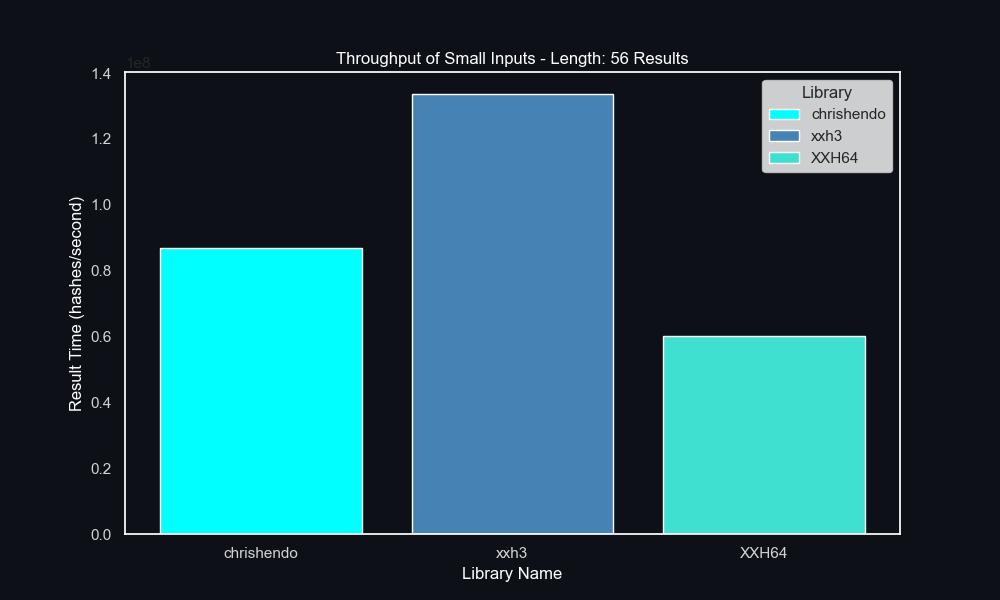 Throughput of Small Inputs - Length: 56 Results
1e8
1.4
1.2
1.0
0.8
0.6
0.4
0.2
0.0
Result Time (hashes/second)
Library
chrishendo
xxh3
XXH64
chrishendo
xxh3
XXH64
Library Name